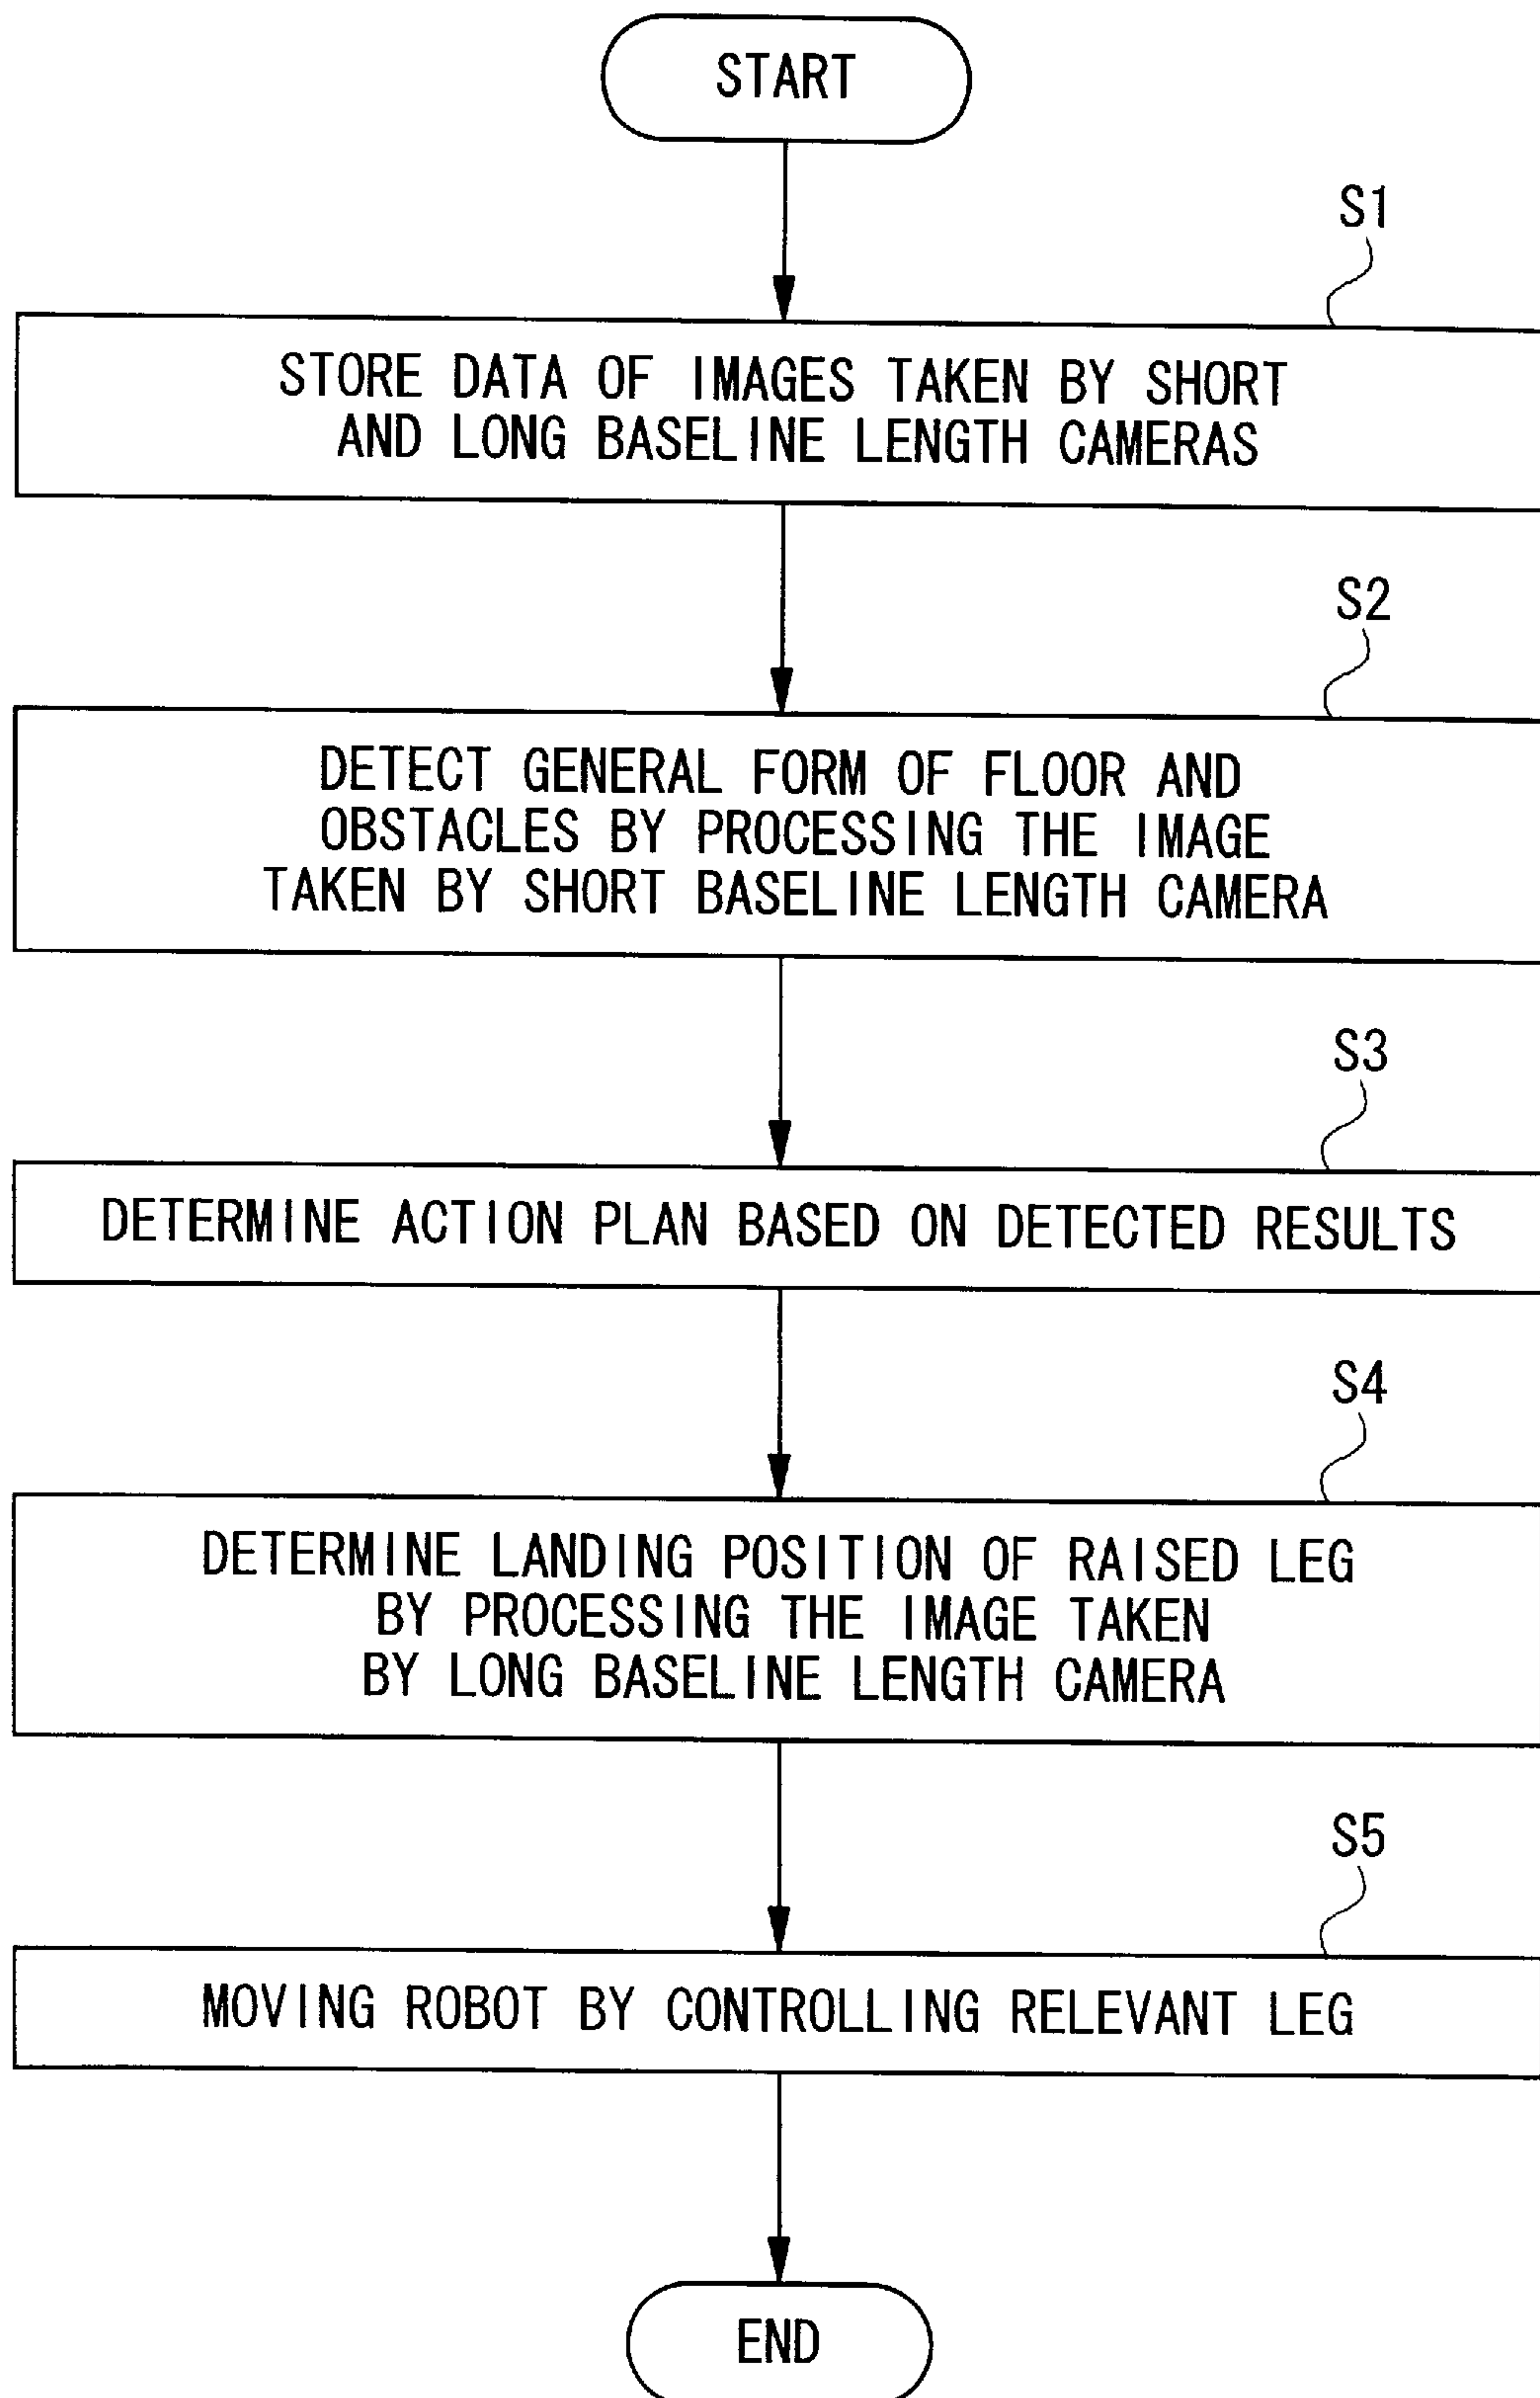 START
S1
STORE DATA OF IMAGES TAKEN BY SHORT
AND LONG BASELINE LENGTH CAMERAS
S2
DETECT GENERAL FORM OF FLOOR AND
OBSTACLES BY PROCESSING THE IMAGE
TAKEN BY SHORT BASELINE LENGTH CAMERA
S3
DETERMINE ACTION PLAN BASED ON DETECTED RESULTS
S4
DETERMINE LANDING POSITION OF RAISED LEG
BY PROCESSING THE IMAGE TAKEN
BY LONG BASELINE LENGTH CAMERA
S5
MOVING ROBOT BY CONTROLLING RELEVANT LEG
END